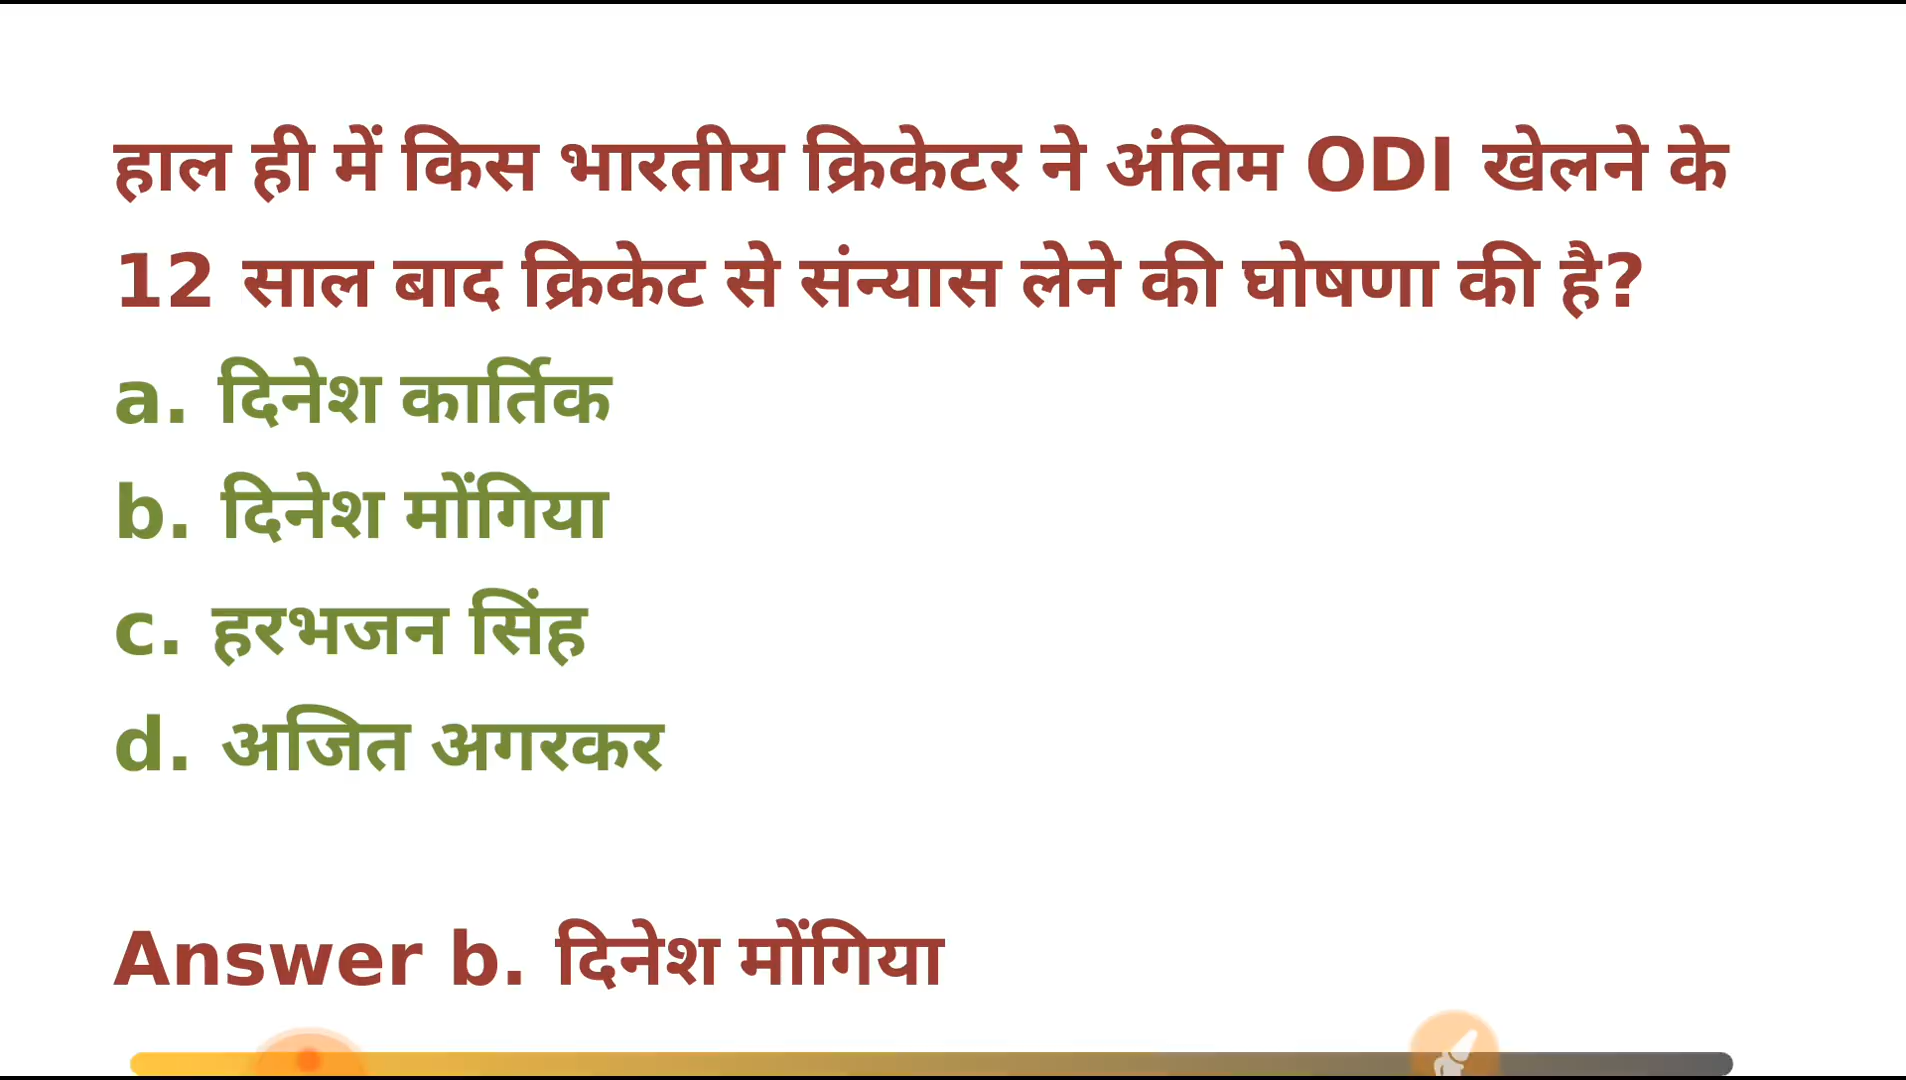 हाल ही में किस भारतीय क्रिकेटर ने अंतिम ODI खेलने के
12 साल बाद क्रिकेट से संन्यास लेने की घोषणा की है?
a. दिनेश कार्तिक
b. दिनेश मोंगिया
c. हरभजन सिंह
d. अजित अगरकर
Answer b. दिनेश मोंगिया